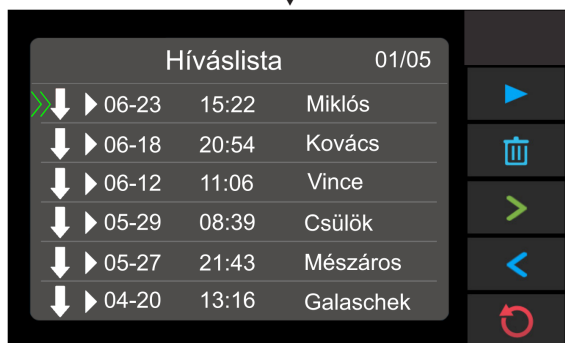 Híváslista 01/05
06-23 15:22 Miklós
06-18 20:54 Kovács
06-12 11:06 Vince
05-29 08:39 Csülök
05-27 21:43 Mészáros
04-20 13:16 Galaschek